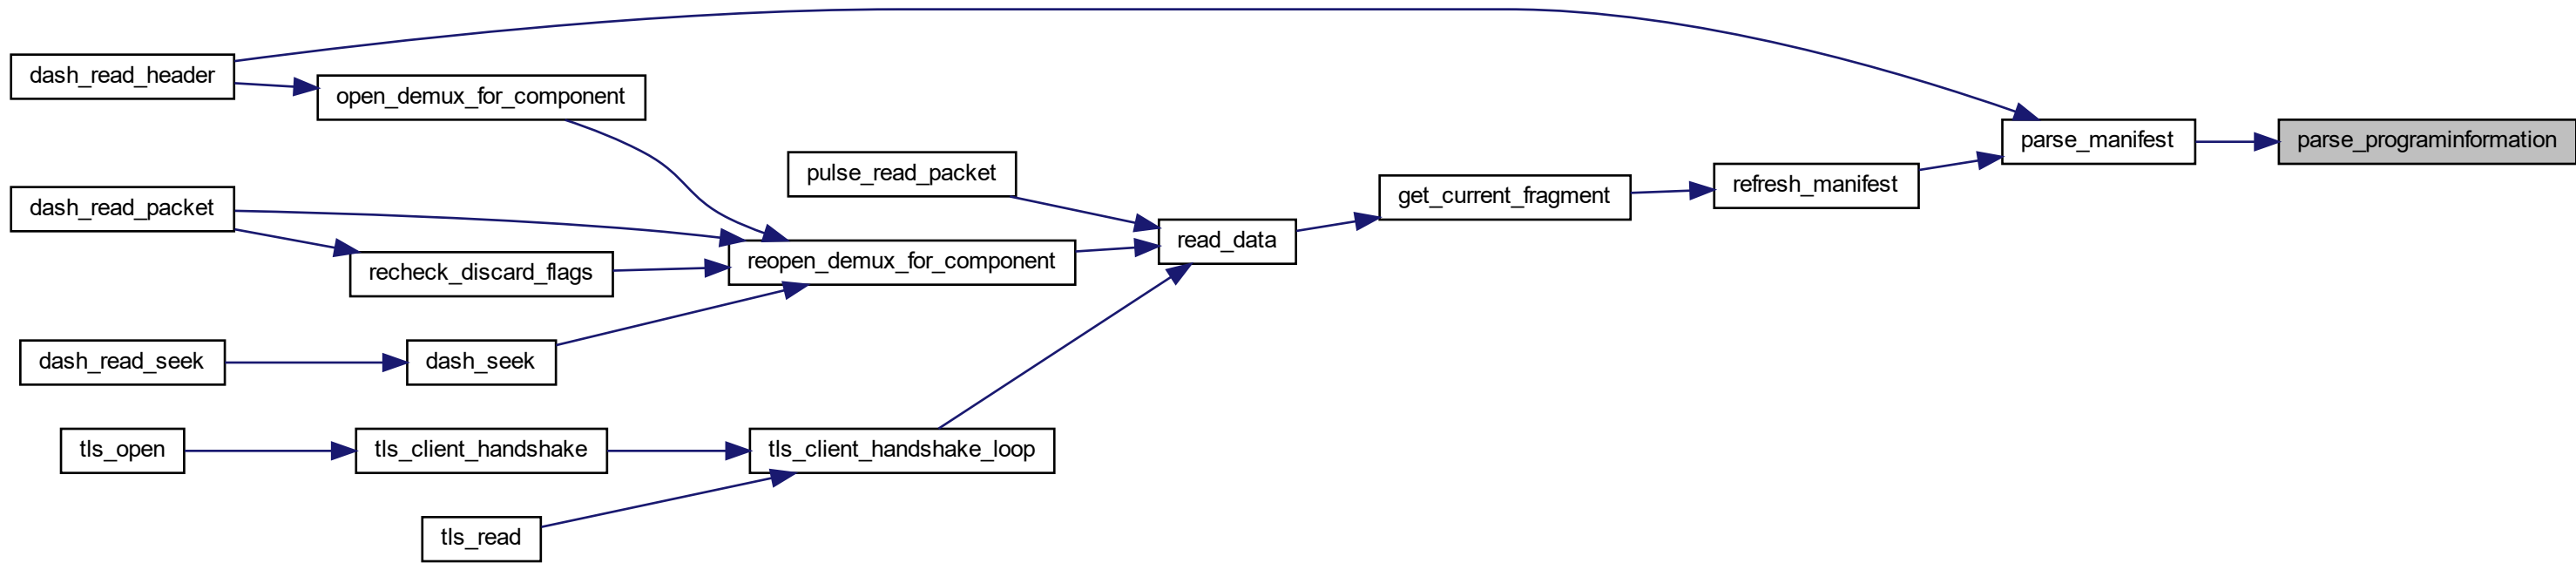 dash_read_header
open_demux_for_component
parse_manifest
parse_programinformation
pulse_read_packet
refresh_manifest
get_current_fragment
dash_read_packet
read_data
recheck_discard_flags
reopen_demux_for_component
dash_read_seek
dash_seek
tls_open
tls_client_handshake
tls_client_handshake_loop
tls_read